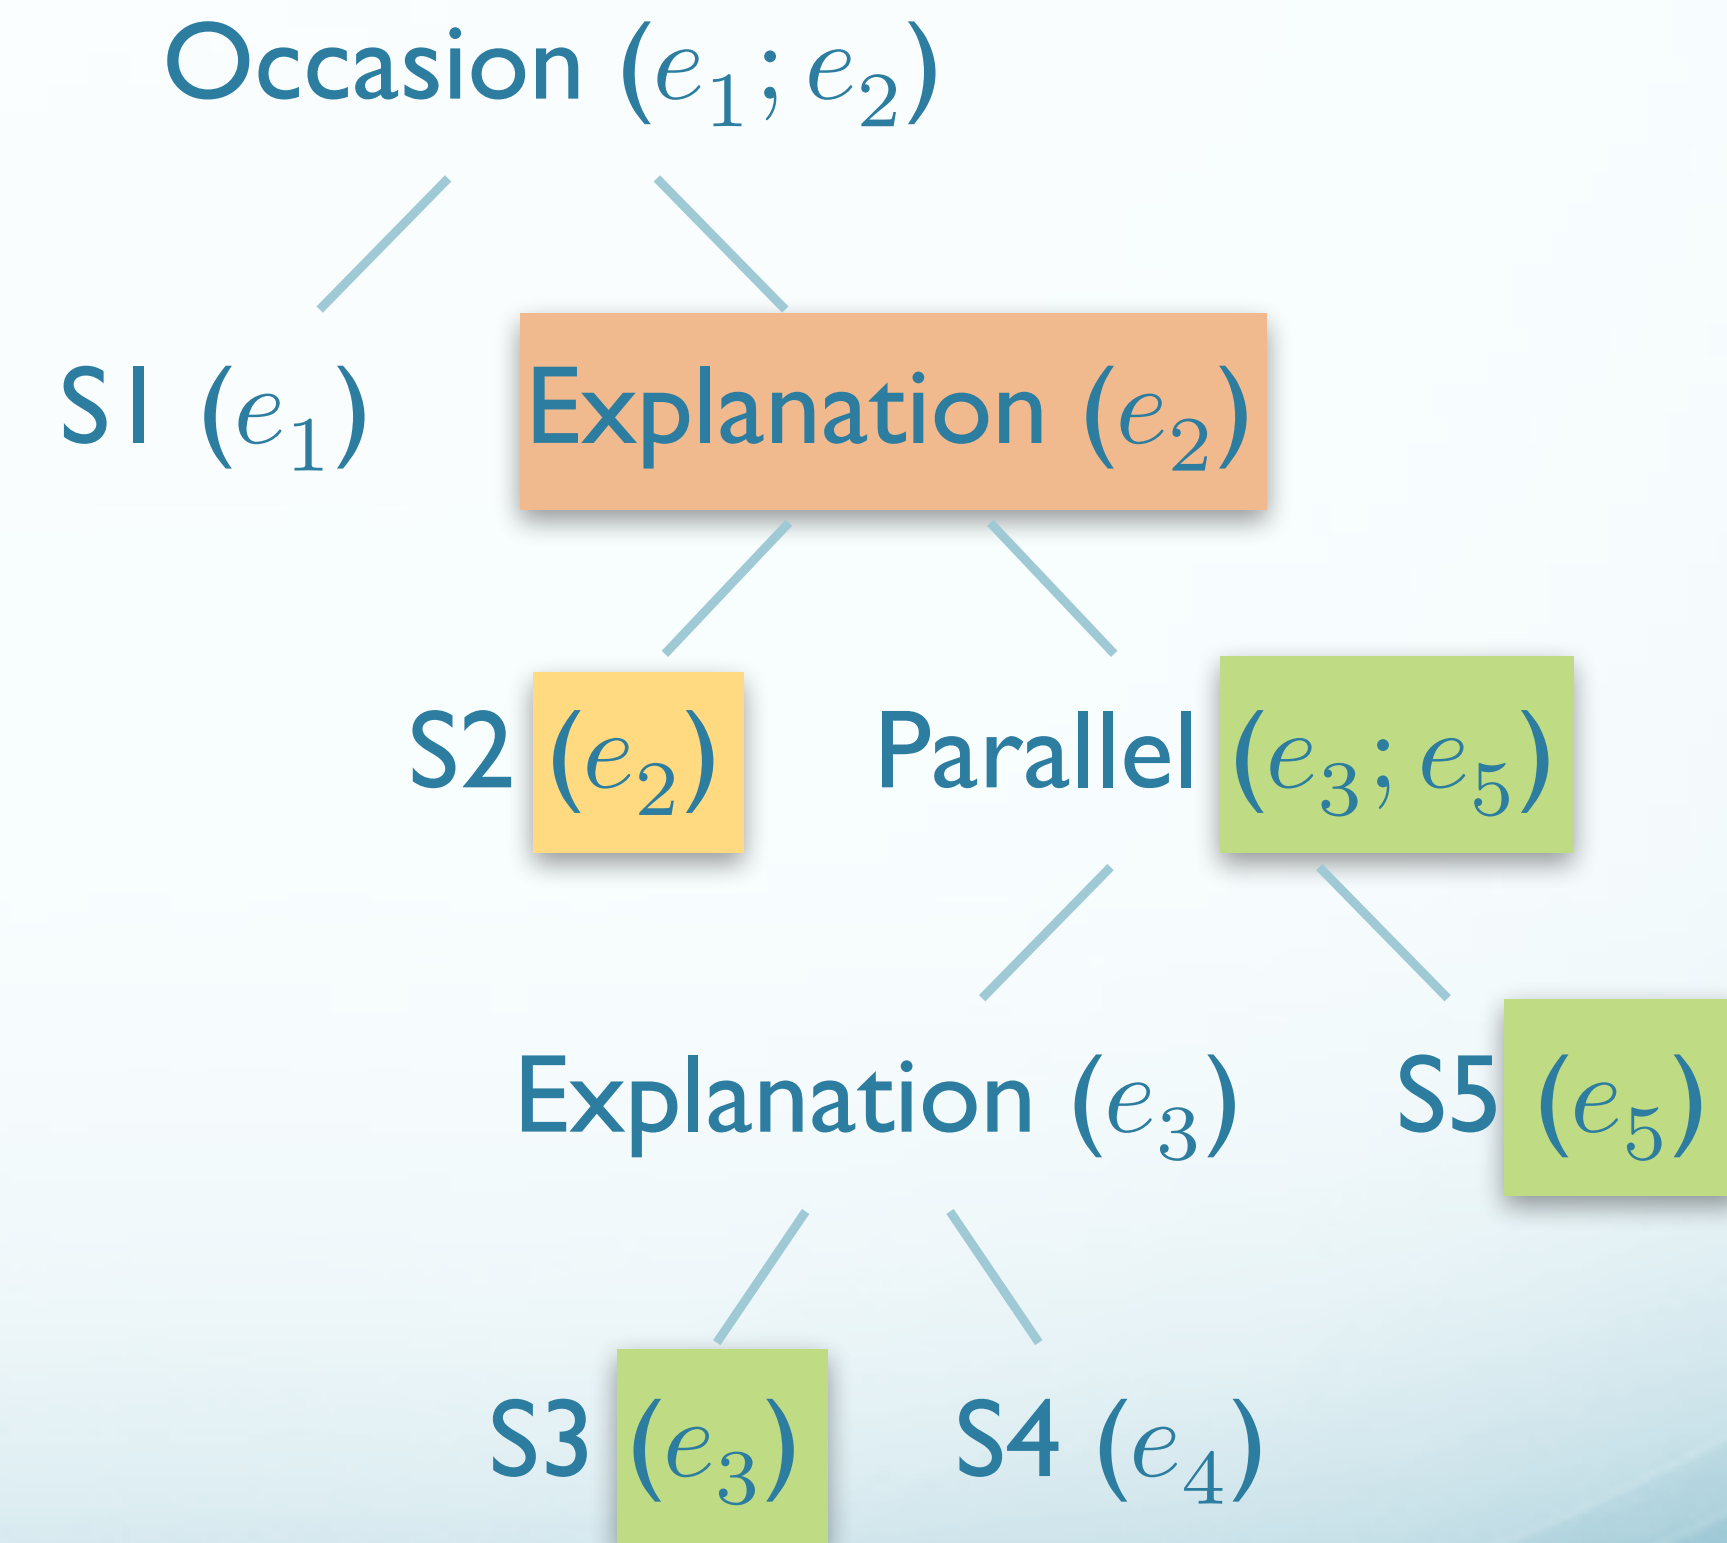 Occasion (e₁; e₂)
S1 (e₁) Explanation (e₂)
S2 (e₂) Parallel (e₃; e₅)
Explanation (e₃) S5 (e₅)
S3 (e₃) S4 (e₄)